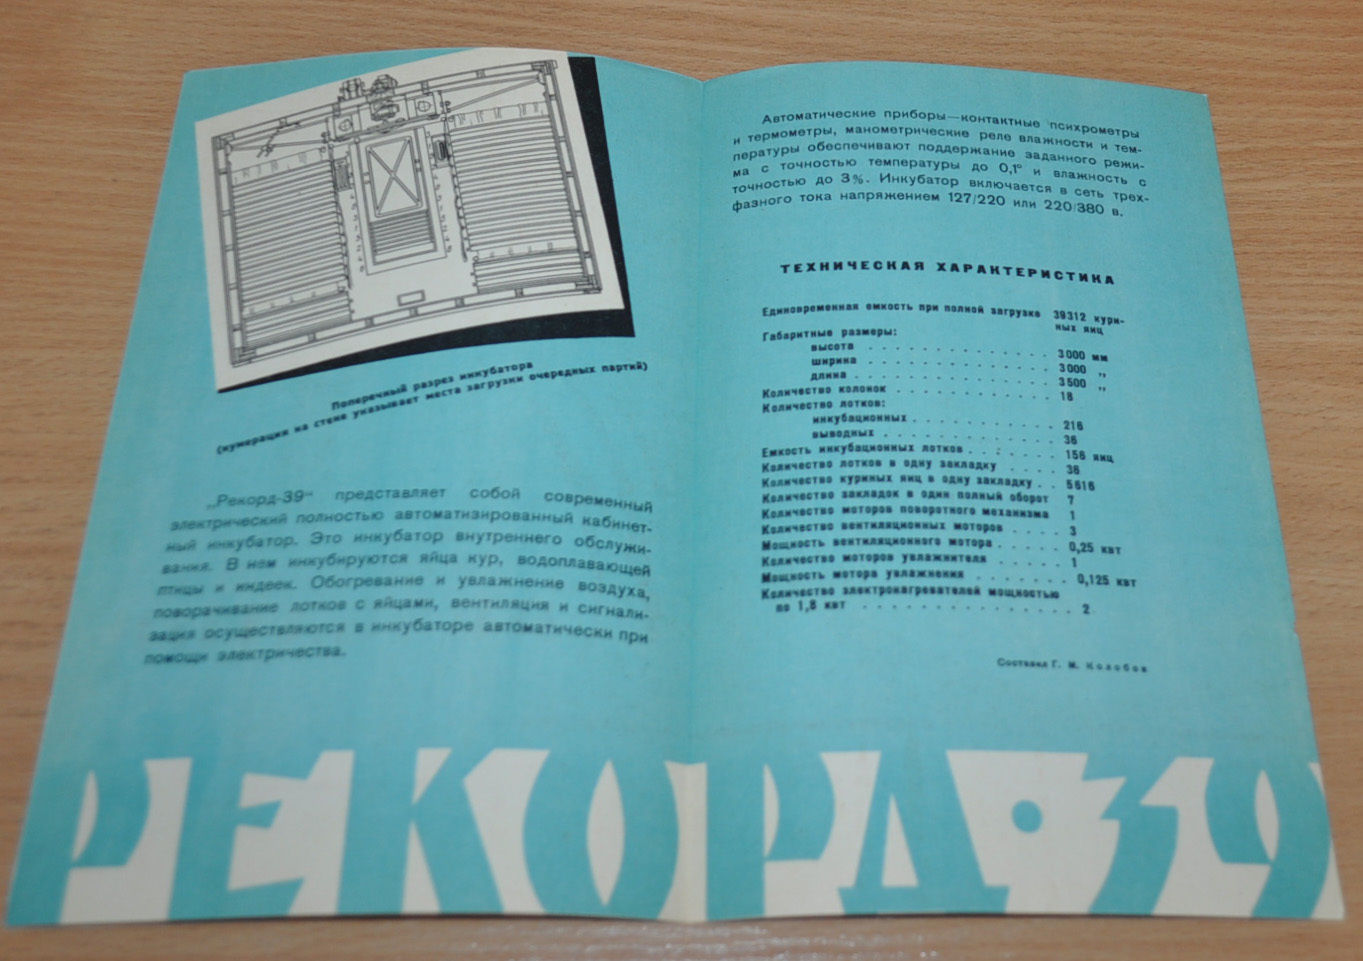 Поперечный разрез инкубатора
(нумерация на стене указывает места загрузки очередных партий)
„Рекорд-39“ представляет собой современный
электрический полностью автоматизированный кабинет-
ный инкубатор. Это инкубатор внутреннего обслужи-
вания. В нем инкубируются яйца кур, водоплавающей
птицы и индеек. Обогревание и увлажнение воздуха,
поворачивание лотков с яйцами, вентиляция и сигнали-
зация осуществляются в инкубаторе автоматически при
помощи электричества.
Автоматические приборы—контактные психрометры
и термометры, манометрические реле влажности и тем-
пературы обеспечивают поддержание заданного режи-
ма с точностью температуры до 0,1° и влажность с
точностью до 3%. Инкубатор включается в сеть трех-
фазного тока напряжением 127/220 или 220/380 в.
ТЕХНИЧЕСКАЯ ХАРАКТЕРИСТИКА
Единовременная емкость при полной загрузке 39312 кури-
ных яиц
Габаритные размеры:
высота . . . . . . . . . . . . . . 3000 мм
ширина . . . . . . . . . . . . . . 3000 „
длина . . . . . . . . . . . . . . . 3500 „
Количество колонок . . . . . . . . . . . . 18
Количество лотков:
инкубационных . . . . . . . . . . . 216
выводных . . . . . . . . . . . . . 36
Емкость инкубационных лотков . . . . . . . 156 яиц
Количество лотков в одну закладку . . . . 36
Количество куриных яиц в одну закладку . . 5616
Количество закладок в один полный оборот 7
Количество моторов поворотного механизма 1
Количество вентиляционных моторов . . . . 3
Мощность вентиляционного мотора . . . . . 0,25 квт
Количество моторов увлажнителя . . . . . 1
Мощность мотора увлажнения . . . . . . . 0,125 квт
Количество электронагревателей мощностью
по 1,8 квт . . . . . . . . . . . . . . 2
Составил Г. М. Колобов
РЕКОРД·39